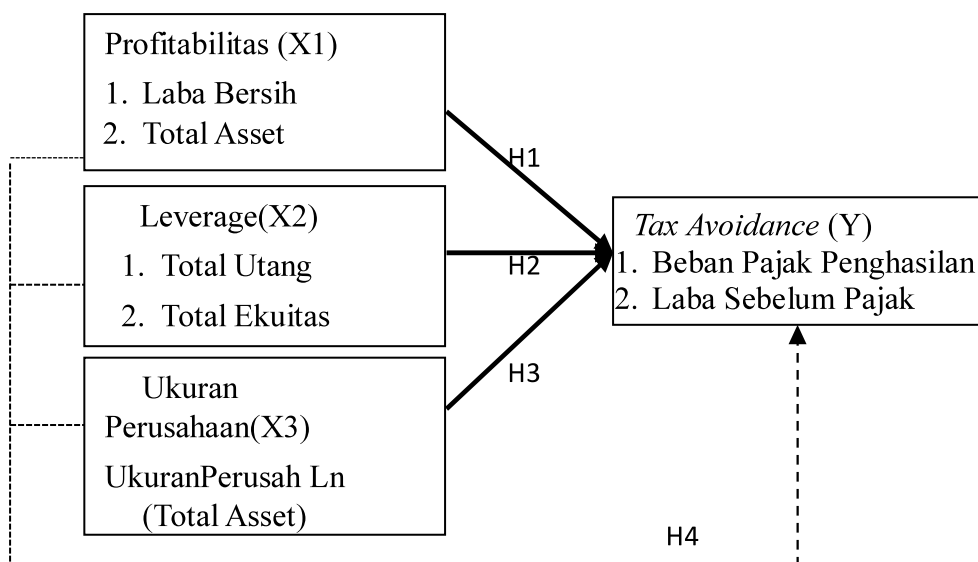 Profitabilitas (X1)
1. Laba Bersih
2. Total Asset
H1
Leverage(X2)
1. Total Utang
2. Total Ekuitas
H2
Tax Avoidance (Y)
1. Beban Pajak Penghasilan
2. Laba Sebelum Pajak
Ukuran
Perusahaan(X3)
UkuranPerusah Ln
(Total Asset)
H3
H4